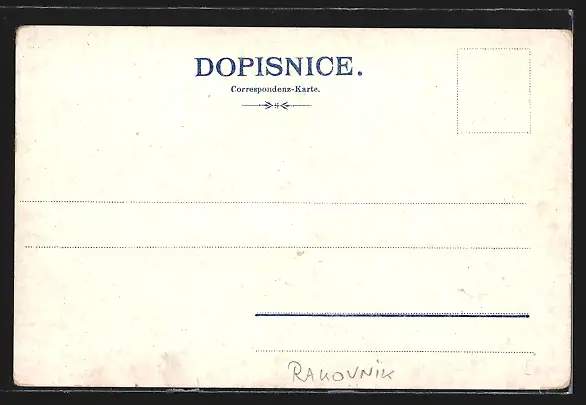 DOPISNICE.
Correspondenz-Karte.
RAKOVNIK